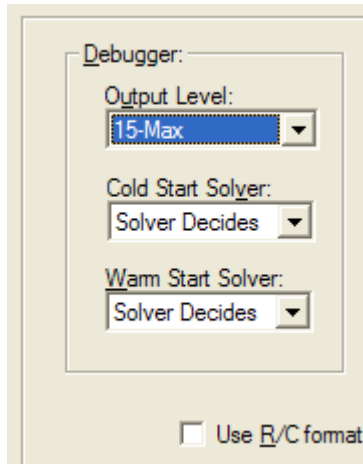 Debugger:
Output Level:
15-Max
Cold Start Solver:
Solver Decides
Warm Start Solver:
Solver Decides
Use R/C format